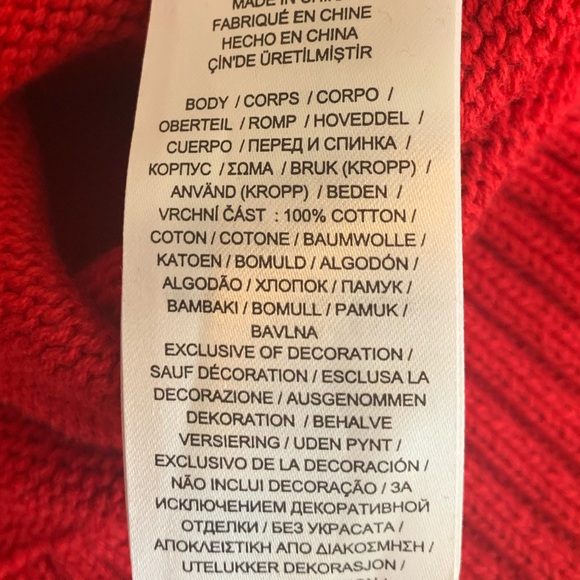 MADE IN CHINA
FABRIQUÉ EN CHINE
HECHO EN CHINA
ÇİN'DE ÜRETİLMİŞTİR
BODY / CORPS / CORPO /
OBERTEIL / ROMP / HOVEDDEL /
CUERPO / ПЕРЕД И СПИНКА /
КОРПУС / ΣΩΜΑ / BRUK (KROPP) /
ANVÄND (KROPP) / BEDEN /
VRCHNÍ ČÁST : 100% COTTON /
COTON / COTONE / BAUMWOLLE /
KATOEN / BOMULD / ALGODÓN /
ALGODÃO / ХЛОПОК / ПАМУК /
BAMBAKI / BOMULL / PAMUK /
BAVLNA
EXCLUSIVE OF DECORATION /
SAUF DÉCORATION / ESCLUSA LA
DECORAZIONE / AUSGENOMMEN
DEKORATION / BEHALVE
VERSIERING / UDEN PYNT /
EXCLUSIVO DE LA DECORACIÓN /
NÃO INCLUI DECORAÇÃO / ЗА
ИСКЛЮЧЕНИЕМ ДЕКОРАТИВНОЙ
ОТДЕЛКИ / БЕЗ УКРАСАТА /
ΑΠΟΚΛΕΙΣΤΙΚΗ ΑΠΟ ΔΙΑΚΟΣΜΗΣΗ /
UTELUKKER DEKORASJON /